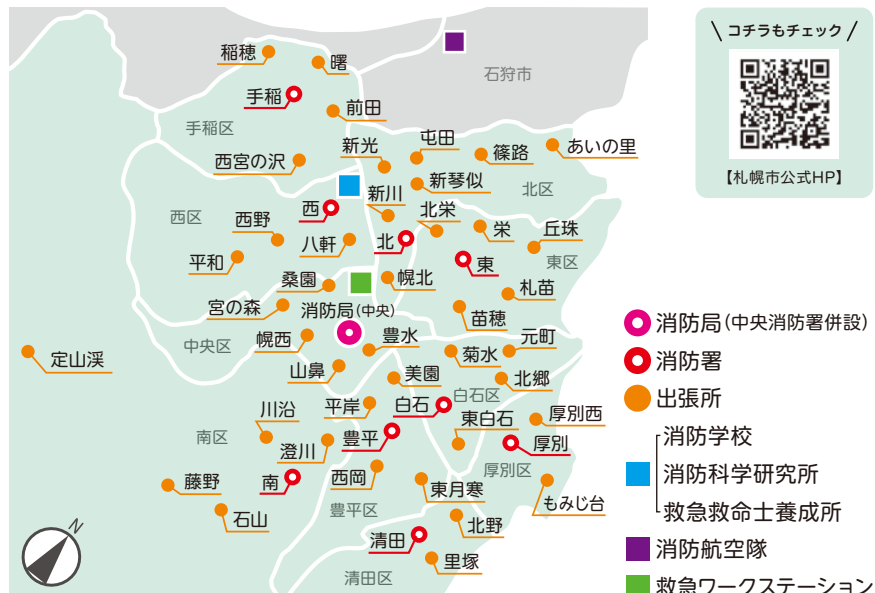 稲穂
曙
石狩市
手稲
前田
手稲区
新光
屯田
篠路
あいの里
西宮の沢
新川
新琴似
北区
西
西区
西野
八軒
北
北栄
栄
丘珠
東
東区
平和
桑園
幌北
札苗
宮の森
消防局(中央)
苗穂
中央区
幌西
豊水
菊水
元町
定山渓
山鼻
美園
北郷
白石区
川沿
平岸
白石
東白石
厚別西
南区
澄川
豊平
厚別
厚別区
藤野
南
西岡
東月寒
もみじ台
石山
豊平区
北野
清田
里塚
清田区
N
コチラもチェック
【札幌市公式HP】
消防局(中央消防署併設)
消防署
出張所
消防学校
消防科学研究所
救急救命士養成所
消防航空隊
救急ワークステーション